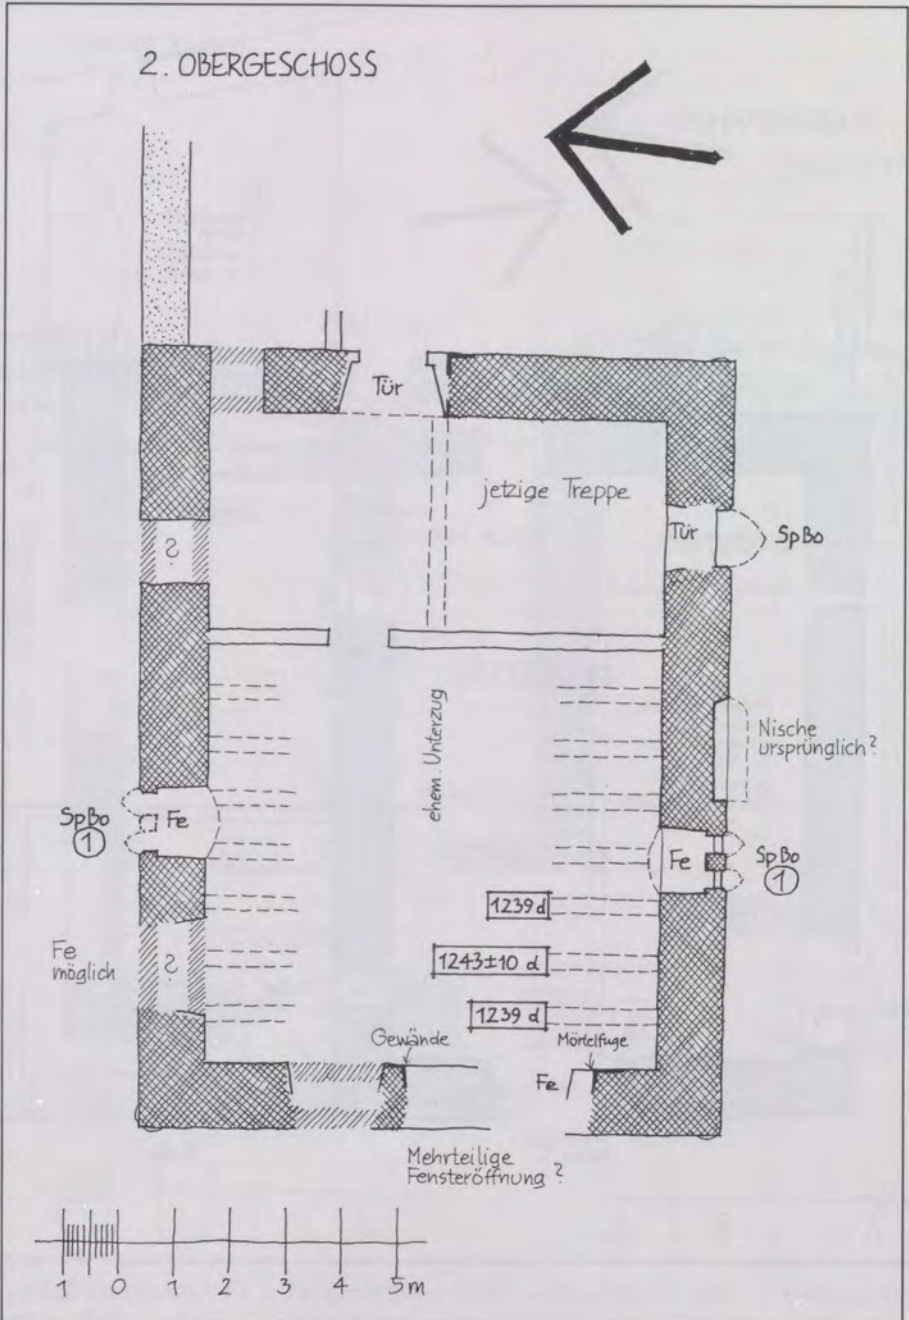 2. OBERGESCHOSS
Tür
jetzige Treppe
Tür
SpBo
?
ehem. Unterzug
Nische
ursprünglich?
SpBo
1
Fe
Fe
SpBo
1
1239 d
Fe
möglich
?
1243±10 d
1239 d
Gewände
Mörtelfuge
Fe
Mehrteilige
Fensteröffnung?
1 0 1 2 3 4 5 m